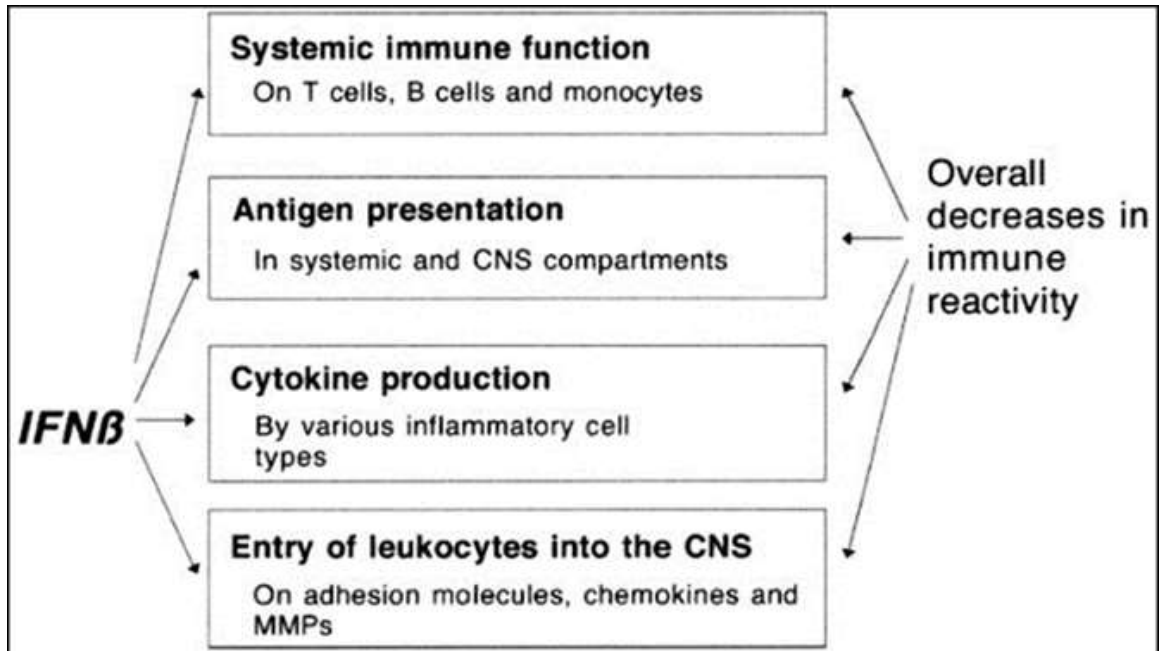 Systemic immune function
On T cells, B cells and monocytes
Antigen presentation
In systemic and CNS compartments
Cytokine production
By various inflammatory cell
types
Entry of leukocytes into the CNS
On adhesion molecules, chemokines and
MMPs
IFNß
Overall
decreases in
immune
reactivity